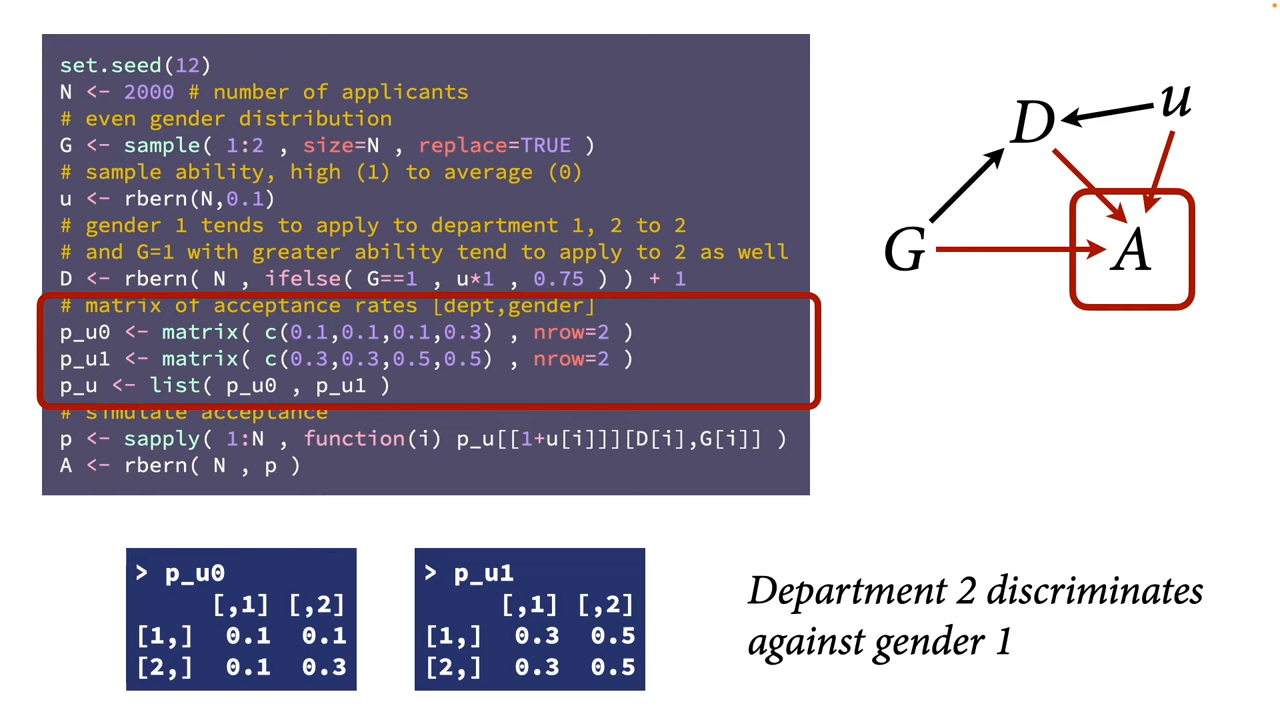 set.seed(12)
N <- 2000 # number of applicants
# even gender distribution
G <- sample( 1:2 , size=N , replace=TRUE )
# sample ability, high (1) to average (0)
u <- rbern(N,0.1)
# gender 1 tends to apply to department 1, 2 to 2
# and G=1 with greater ability tend to apply to 2 as well
D <- rbern( N , ifelse( G==1 , u*1 , 0.75 ) ) + 1
# matrix of acceptance rates [dept,gender]
p_u0 <- matrix( c(0.1,0.1,0.1,0.3) , nrow=2 )
p_u1 <- matrix( c(0.3,0.3,0.5,0.5) , nrow=2 )
p_u <- list( p_u0 , p_u1 )
# simulate acceptance
p <- sapply( 1:N , function(i) p_u[[1+u[i]]][D[i],G[i]] )
A <- rbern( N , p )
u
D
G
A
> p_u0
[,1] [,2]
[1,] 0.1 0.1
[2,] 0.1 0.3
> p_u1
[,1] [,2]
[1,] 0.3 0.5
[2,] 0.3 0.5
Department 2 discriminates
against gender 1